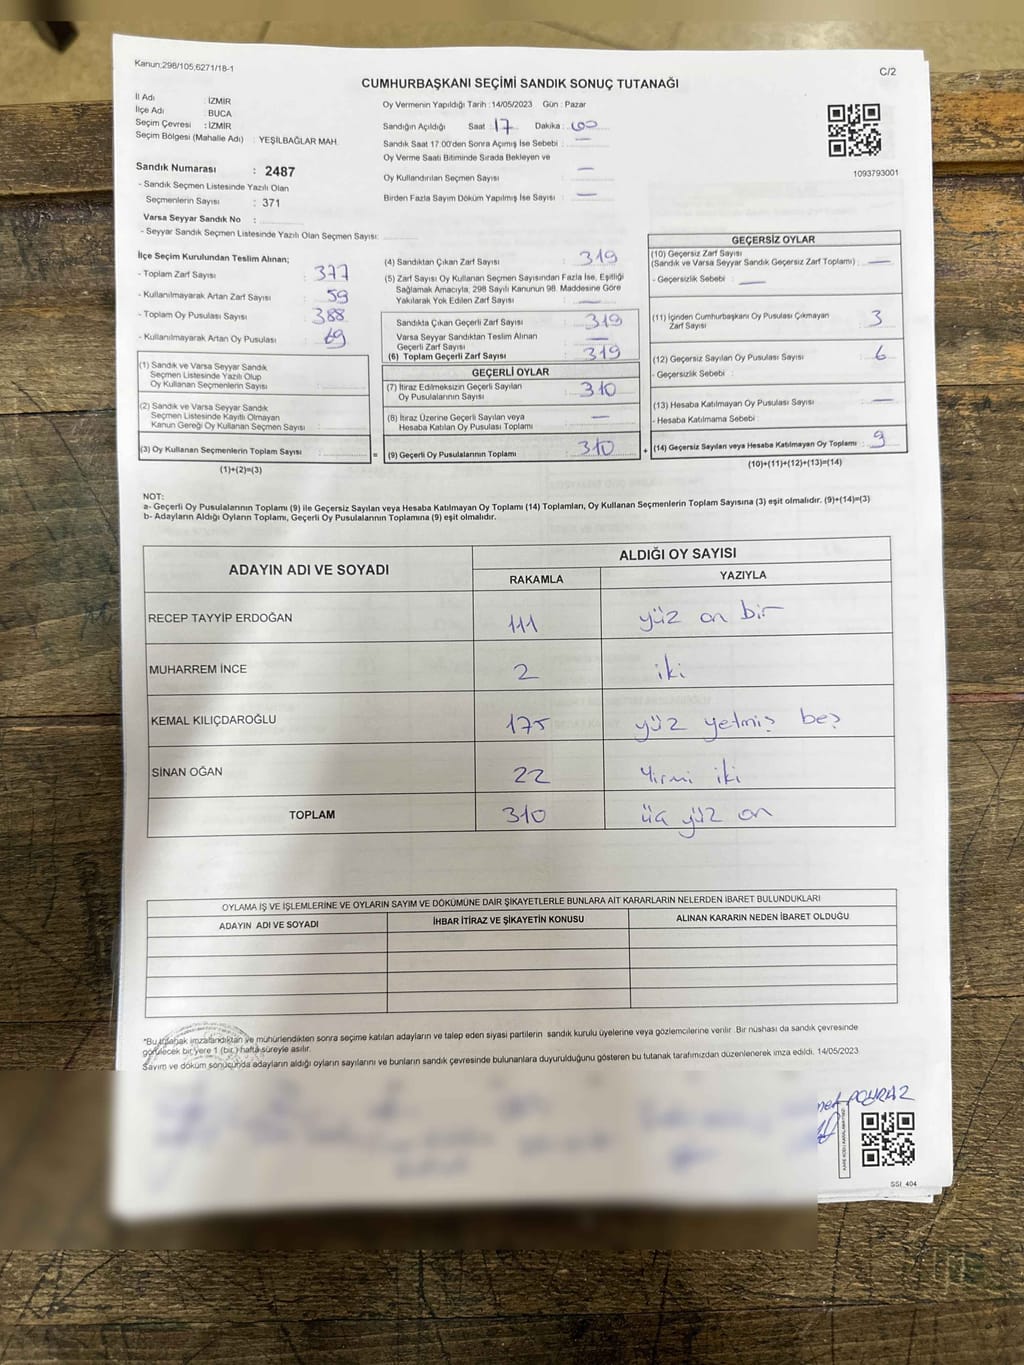 Kanun;298/105,6271/18-1
C/2
CUMHURBAŞKANI SEÇİMİ SANDIK SONUÇ TUTANAĞI
İl Adı : İZMİR
İlçe Adı : BUCA
Seçim Çevresi : İZMİR
Seçim Bölgesi (Mahalle Adı) : YEŞİLBAĞLAR MAH.
Sandık Numarası : 2487
- Sandık Seçmen Listesinde Yazılı Olan
Seçmenlerin Sayısı : 371
Varsa Seyyar Sandık No :
- Seyyar Sandık Seçmen Listesinde Yazılı Olan Seçmen Sayısı:
Oy Vermenin Yapıldığı Tarih : 14/05/2023 Gün : Pazar
Sandığın Açıldığı Saat : 17 Dakika : 00
Sandık Saat 17.00'den Sonra Açımış İse Sebebi : —
Oy Verme Saati Bitiminde Sırada Bekleyen ve
Oy Kullandırılan Seçmen Sayısı : —
Birden Fazla Sayım Döküm Yapılmış İse Sayısı : —
1093793001
İlçe Seçim Kurulundan Teslim Alınan;
- Toplam Zarf Sayısı : 377
- Kullanılmayarak Artan Zarf Sayısı : 59
- Toplam Oy Pusulası Sayısı : 388
- Kullanılmayarak Artan Oy Pusulası : 69
(1) Sandık ve Varsa Seyyar Sandık
Seçmen Listesinde Yazılı Olup
Oy Kullanan Seçmenlerin Sayısı :
(2) Sandık ve Varsa Seyyar Sandık
Seçmen Listesinde Kayıtlı Olmayan
Kanun Gereği Oy Kullanan Seçmen Sayısı :
(3) Oy Kullanan Seçmenlerin Toplam Sayısı :
(1)+(2)=(3)
(4) Sandıktan Çıkan Zarf Sayısı : 319
(5) Zarf Sayısı Oy Kullanan Seçmen Sayısından Fazla İse, Eşitliği
Sağlamak Amacıyla, 298 Sayılı Kanunun 98. Maddesine Göre
Yakılarak Yok Edilen Zarf Sayısı : —
Sandıkta Çıkan Geçerli Zarf Sayısı : 319
Varsa Seyyar Sandıktan Teslim Alınan
Geçerli Zarf Sayısı : —
(6) Toplam Geçerli Zarf Sayısı : 319
GEÇERLİ OYLAR
(7) İtiraz Edilmeksizin Geçerli Sayılan
Oy Pusulalarının Sayısı : 310
(8) İtiraz Üzerine Geçerli Sayılan veya
Hesaba Katılan Oy Pusulası Toplamı : —
= (9) Geçerli Oy Pusulalarının Toplamı : 310 +
GEÇERSİZ OYLAR
(10) Geçersiz Zarf Sayısı
(Sandık ve Varsa Seyyar Sandık Geçersiz Zarf Toplamı) : —
- Geçersizlik Sebebi : —
(11) İçinden Cumhurbaşkanı Oy Pusulası Çıkmayan
Zarf Sayısı : 3
(12) Geçersiz Sayılan Oy Pusulası Sayısı : 6
- Geçersizlik Sebebi :
(13) Hesaba Katılmayan Oy Pusulası Sayısı : —
- Hesaba Katılmama Sebebi :
(14) Geçersiz Sayılan veya Hesaba Katılmayan Oy Toplamı : 9
(10)+(11)+(12)+(13)=(14)
NOT:
a- Geçerli Oy Pusulalarının Toplamı (9) ile Geçersiz Sayılan veya Hesaba Katılmayan Oy Toplamı (14) Toplamları, Oy Kullanan Seçmenlerin Toplam Sayısına (3) eşit olmalıdır. (9)+(14)=(3)
b- Adayların Aldığı Oyların Toplamı, Geçerli Oy Pusulalarının Toplamına (9) eşit olmalıdır.
ADAYIN ADI VE SOYADI
ALDIĞI OY SAYISI
RAKAMLA YAZIYLA
RECEP TAYYİP ERDOĞAN 111 yüz on bir
MUHARREM İNCE 2 iki
KEMAL KILIÇDAROĞLU 175 yüz yetmiş beş
SİNAN OĞAN 22 Yirmi iki
TOPLAM 310 üç yüz on
OYLAMA İŞ VE İŞLEMLERİNE VE OYLARIN SAYIM VE DÖKÜMÜNE DAİR ŞİKAYETLERLE BUNLARA AİT KARARLARIN NELERDEN İBARET BULUNDUKLARI
ADAYIN ADI VE SOYADI İHBAR İTİRAZ VE ŞİKAYETİN KONUSU ALINAN KARARIN NEDEN İBARET OLDUĞU
*Bu tutanak imzalandıktan ve mühürlendikten sonra seçime katılan adayların ve talep eden siyasi partilerin sandık kurulu üyelerine veya gözlemcilerine verilir. Bir nüshası da sandık çevresinde
görülecek bir yere 1 (bir) hafta süreyle asılır.
Sayım ve döküm sonucunda adayların aldığı oyların sayılarını ve bunların sandık çevresinde bulunanlara duyurulduğunu gösteren bu tutanak tarafımızdan düzenlenerek imza edildi. 14/05/2023
POYRAZ
SSI_404